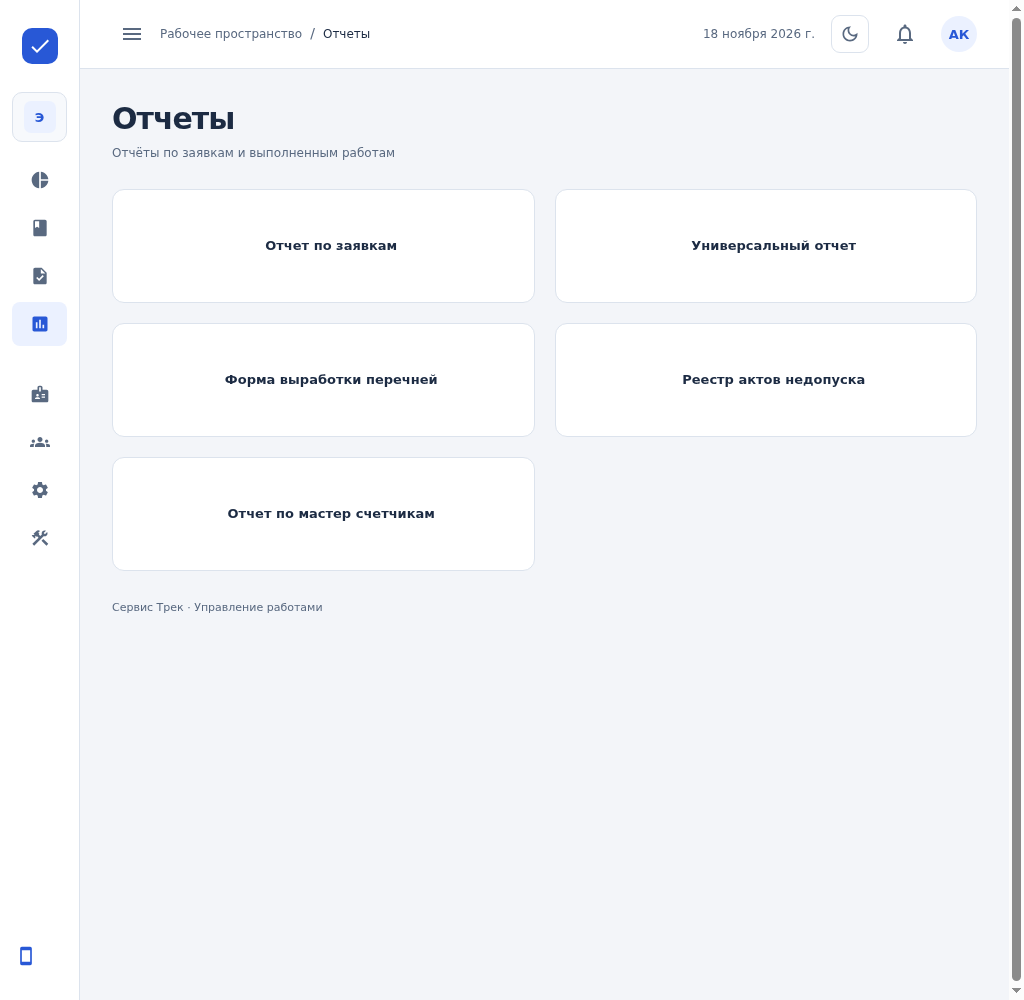 Рабочее пространство / Отчеты
18 ноября 2026 г.
АК
Э
Отчеты
Отчёты по заявкам и выполненным работам
Отчет по заявкам
Универсальный отчет
Форма выработки перечней
Реестр актов недопуска
Отчет по мастер счетчикам
Сервис Трек · Управление работами